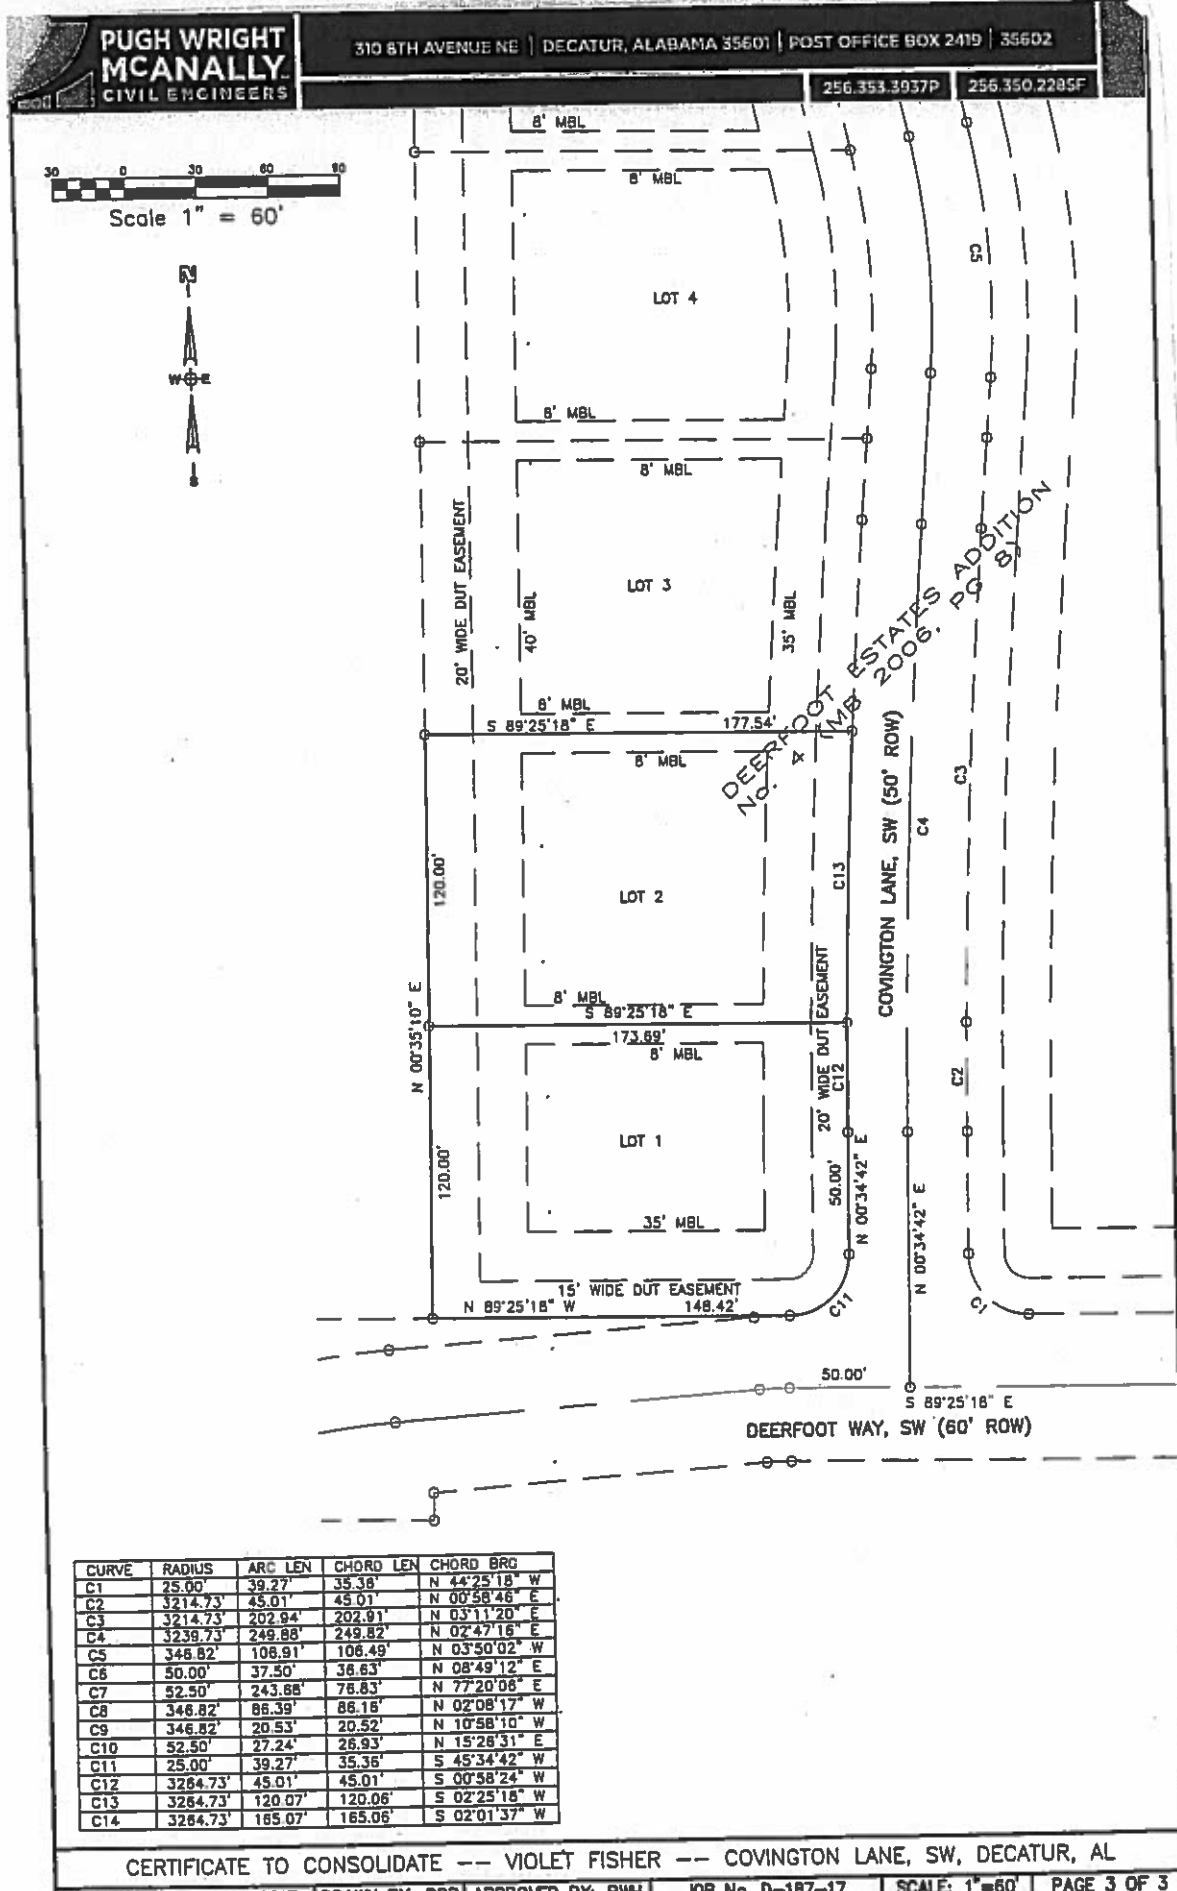 PUGH WRIGHT
MCANALLY
CIVIL ENGINEERS
310 8TH AVENUE NE | DECATUR, ALABAMA 35601 | POST OFFICE BOX 2419 | 35602
256.353.3937P
256.350.2285F
30 0 30 60 90
Scale 1" = 60'
N
W E
S
8' MBL
8' MBL
LOT 4
8' MBL
C5
8' MBL
LOT 3
20' WIDE DUT EASEMENT
40' MBL
35' MBL
8' MBL
S 89°25'18" E
177.54'
DEERFOOT ESTATES ADDITION
No. 4 (MB 2006, PG 8)
8' MBL
120.00'
LOT 2
C13
COVINGTON LANE, SW (50' ROW)
C4
C3
8' MBL
S 89°25'18" E
173.69'
8' MBL
N 00°35'10" E
20' WIDE DUT EASEMENT
C12
C2
LOT 1
120.00'
50.00'
N 00°34'42" E
N 00°34'42" E
35' MBL
15' WIDE DUT EASEMENT
N 89°25'18" W
148.42'
C11
C1
50.00'
S 89°25'18" E
DEERFOOT WAY, SW (60' ROW)
CURVE RADIUS ARC LEN CHORD LEN CHORD BRG
C1 25.00' 39.27' 35.36' N 44°25'18" W
C2 3214.73' 45.01' 45.01' N 00°58'46" E
C3 3214.73' 202.94' 202.91' N 03°11'20" E
C4 3239.73' 249.88' 249.82' N 02°47'16" E
C5 346.82' 106.91' 106.49' N 03°50'02" W
C6 50.00' 37.50' 36.63' N 08°49'12" E
C7 52.50' 243.66' 76.83' N 77°20'06" E
C8 346.82' 86.39' 86.16' N 02°08'17" W
C9 346.82' 20.53' 20.52' N 10°58'10" W
C10 52.50' 27.24' 26.93' N 15°26'31" E
C11 25.00' 39.27' 35.36' S 45°34'42" W
C12 3264.73' 45.01' 45.01' S 00°58'24" W
C13 3264.73' 120.07' 120.06' S 02°25'18" W
C14 3264.73' 165.07' 165.06' S 02°01'37" W
CERTIFICATE TO CONSOLIDATE -- VIOLET FISHER -- COVINGTON LANE, SW, DECATUR, AL
APPROVED BY: JOB No. D-187-17 SCALE: 1"=60' PAGE 3 OF 3